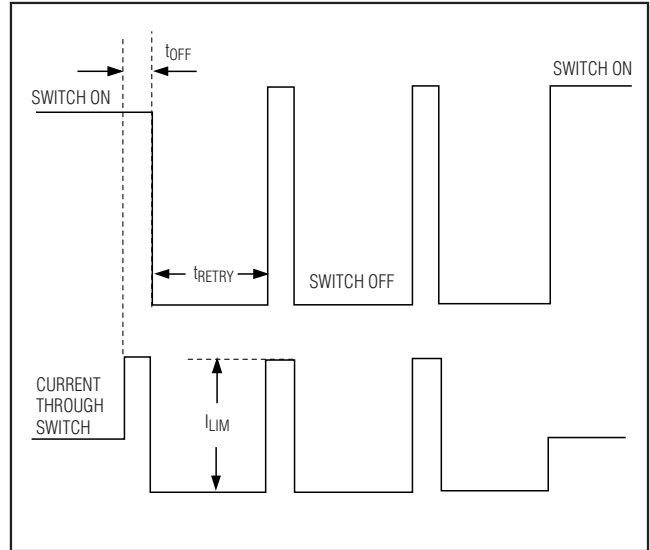 tOFF
SWITCH ON
SWITCH ON
tRETRY
SWITCH OFF
CURRENT
THROUGH
SWITCH
ILIM